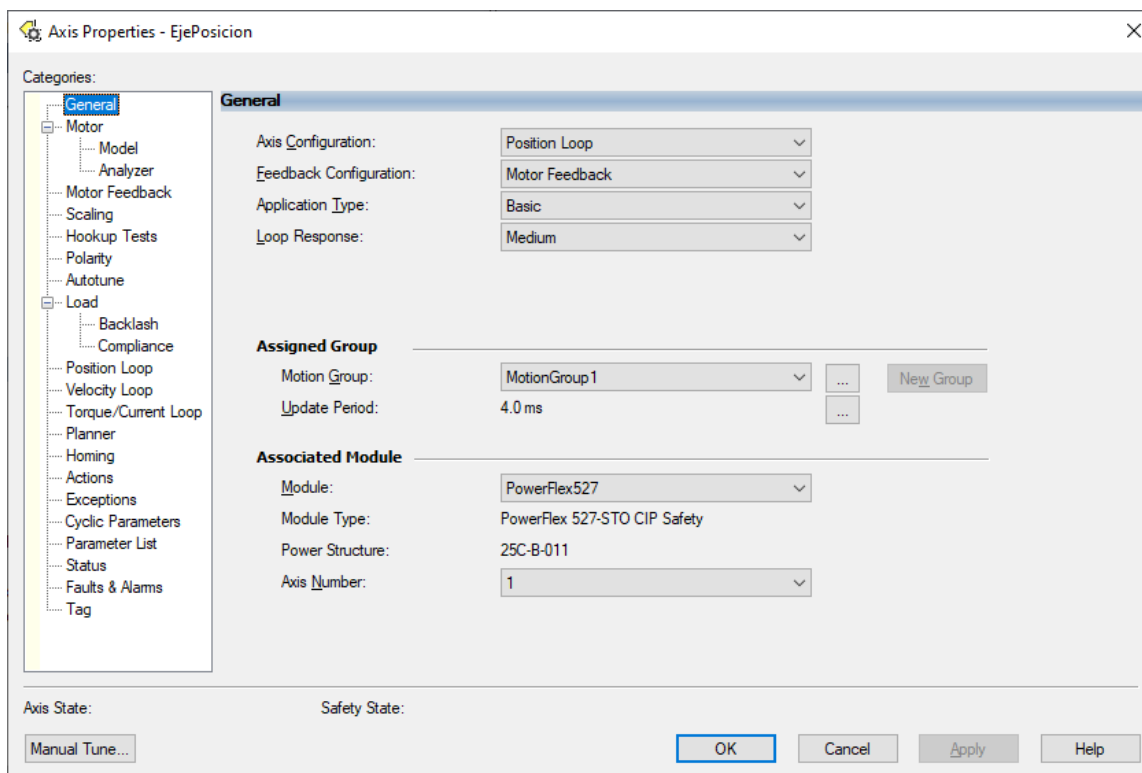 Axis Properties - EjePosicion
Categories:
General
Motor
Model
Analyzer
Motor Feedback
Scaling
Hookup Tests
Polarity
Autotune
Load
Backlash
Compliance
Position Loop
Velocity Loop
Torque/Current Loop
Planner
Homing
Actions
Exceptions
Cyclic Parameters
Parameter List
Status
Faults & Alarms
Tag
General
Axis Configuration: Position Loop
Feedback Configuration: Motor Feedback
Application Type: Basic
Loop Response: Medium
Assigned Group
Motion Group: MotionGroup1 ... New Group
Update Period: 4.0 ms ...
Associated Module
Module: PowerFlex527
Module Type: PowerFlex 527-STO CIP Safety
Power Structure: 25C-B-011
Axis Number: 1
Axis State: Safety State:
Manual Tune... OK Cancel Apply Help